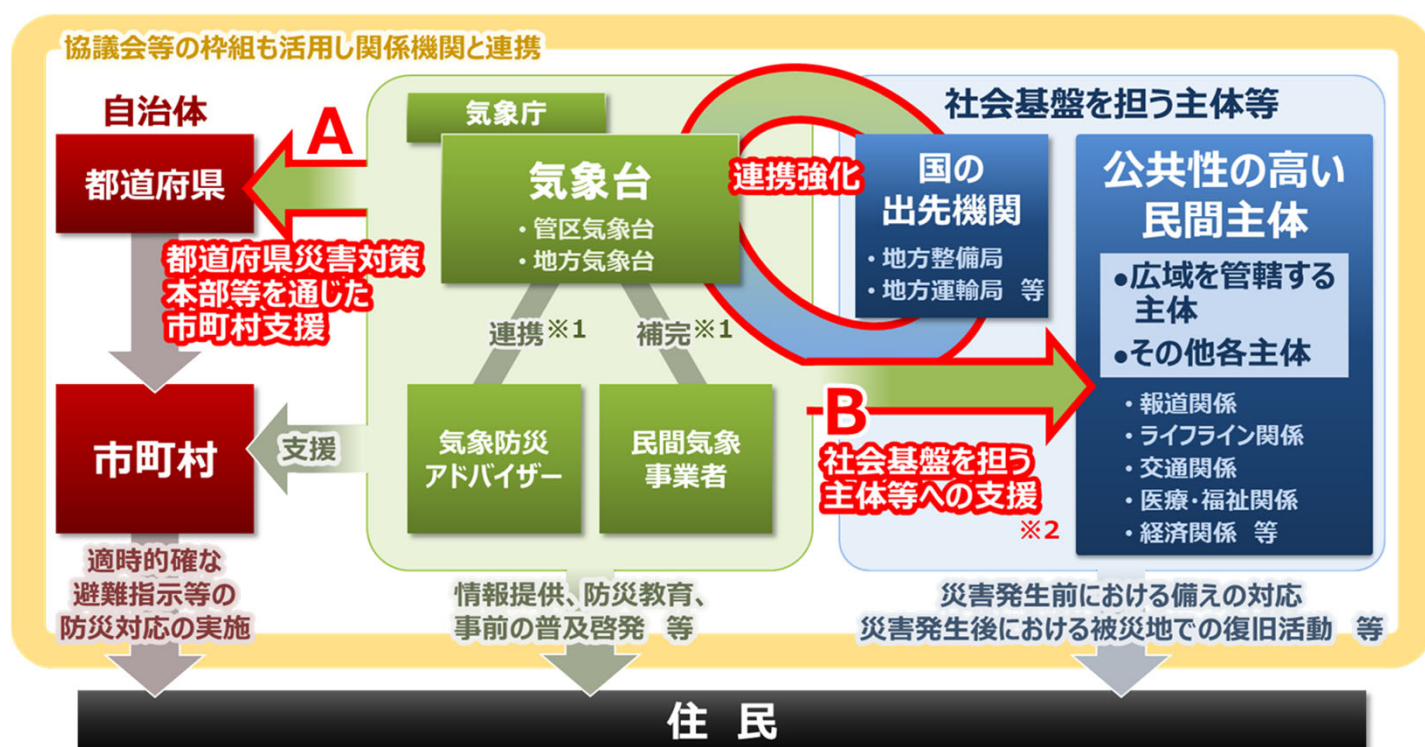 協議会等の枠組も活用し関係機関と連携
自治体
都道府県
A
都道府県災害対策
本部等を通じた
市町村支援
市町村
支援
適時的確な
避難指示等の
防災対応の実施
気象庁
気象台
・管区気象台
・地方気象台
連携※1
補完※1
気象防災
アドバイザー
民間気象
事業者
情報提供、防災教育、
事前の普及啓発 等
連携強化
社会基盤を担う主体等
国の
出先機関
・地方整備局
・地方運輸局 等
公共性の高い
民間主体
●広域を管轄する
主体
●その他各主体
・報道関係
・ライフライン関係
・交通関係
・医療・福祉関係
・経済関係 等
B
社会基盤を担う
主体等への支援
※2
災害発生前における備えの対応
災害発生後における被災地での復旧活動 等
住 民